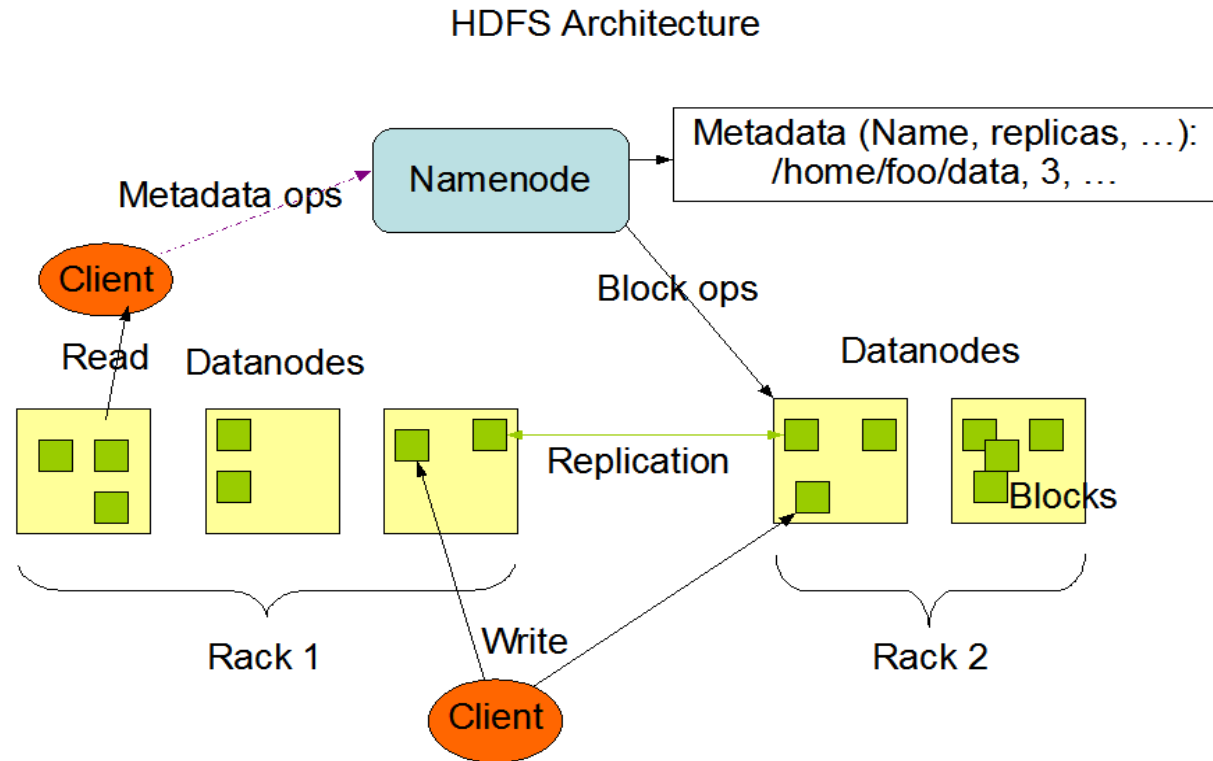 HDFS Architecture
Metadata (Name, replicas, …):
/home/foo/data, 3, …
Namenode
Metadata ops
Client
Block ops
Read
Datanodes
Datanodes
Replication
Blocks
Rack 1
Write
Rack 2
Client